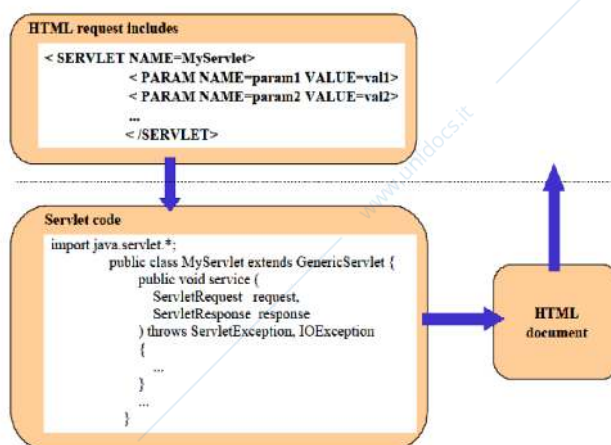 HTML request includes
< SERVLET NAME=MyServlet>
< PARAM NAME=param1 VALUE=val1>
< PARAM NAME=param2 VALUE=val2>
...
< /SERVLET>
www.unidocs.it
Servlet code
import java.servlet.*;
public class MyServlet extends GenericServlet {
public void service (
ServletRequest request,
ServletResponse response
) throws ServletException, IOException
{
...
}
...
}
HTML
document